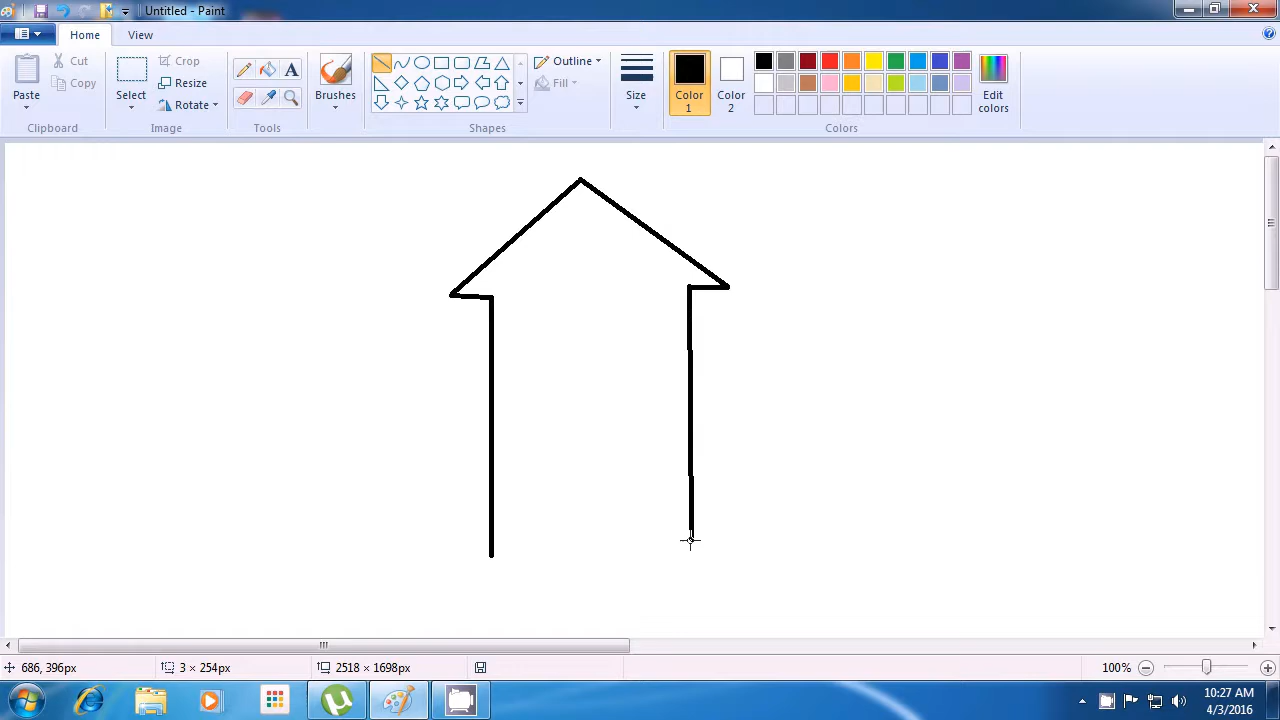 Untitled - Paint
Home View
Paste
Cut
Copy
Clipboard
Select
Crop
Resize
Rotate
Image
A
Tools
Brushes
Outline
Fill
Shapes
Size
Color 1
Color 2
Edit colors
Colors
686, 396px
3 × 254px
2518 × 1698px
100%
10:27 AM
4/3/2016